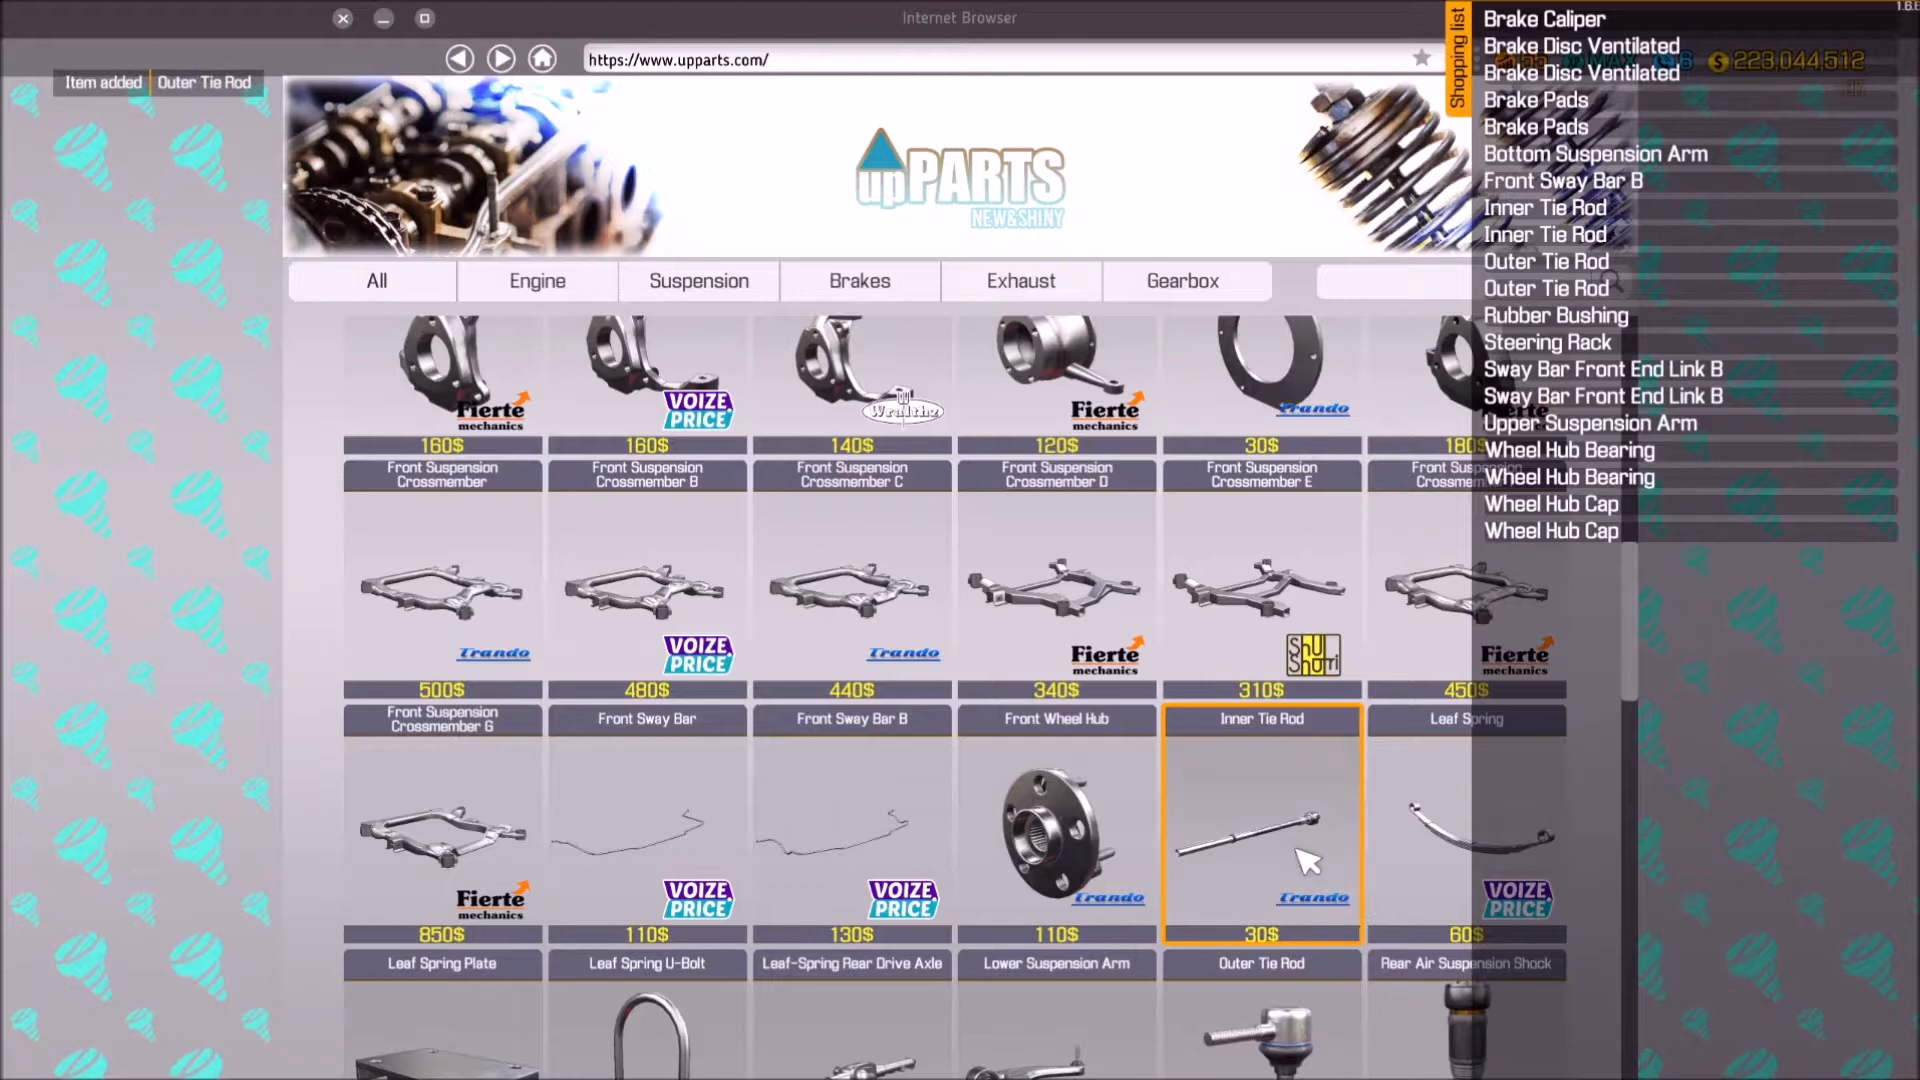 Internet Browser
1.6.6
https://www.upparts.com/
Item added
Outer Tie Rod
223,044,512
upPARTS
NEW&SHINY
Shopping list
Brake Caliper
Brake Disc Ventilated
Brake Disc Ventilated
Brake Pads
Brake Pads
Bottom Suspension Arm
Front Sway Bar B
Inner Tie Rod
Inner Tie Rod
Outer Tie Rod
Outer Tie Rod
Rubber Bushing
Steering Rack
Sway Bar Front End Link B
Sway Bar Front End Link B
Upper Suspension Arm
Wheel Hub Bearing
Wheel Hub Bearing
Wheel Hub Cap
Wheel Hub Cap
All
Engine
Suspension
Brakes
Exhaust
Gearbox
Fierte mechanics
VOIZE PRICE
Fierte mechanics
Trando
160$
160$
140$
120$
30$
180$
Front Suspension Crossmember
Front Suspension Crossmember B
Front Suspension Crossmember C
Front Suspension Crossmember D
Front Suspension Crossmember E
Trando
VOIZE PRICE
Trando
Fierte mechanics
Shu Shurri
Fierte mechanics
500$
480$
440$
340$
310$
450$
Front Suspension Crossmember G
Front Sway Bar
Front Sway Bar B
Front Wheel Hub
Inner Tie Rod
Leaf Spring
Fierte mechanics
VOIZE PRICE
VOIZE PRICE
Trando
Trando
VOIZE PRICE
850$
110$
130$
110$
30$
60$
Leaf Spring Plate
Leaf Spring U-Bolt
Leaf-Spring Rear Drive Axle
Lower Suspension Arm
Outer Tie Rod
Rear Air Suspension Shock